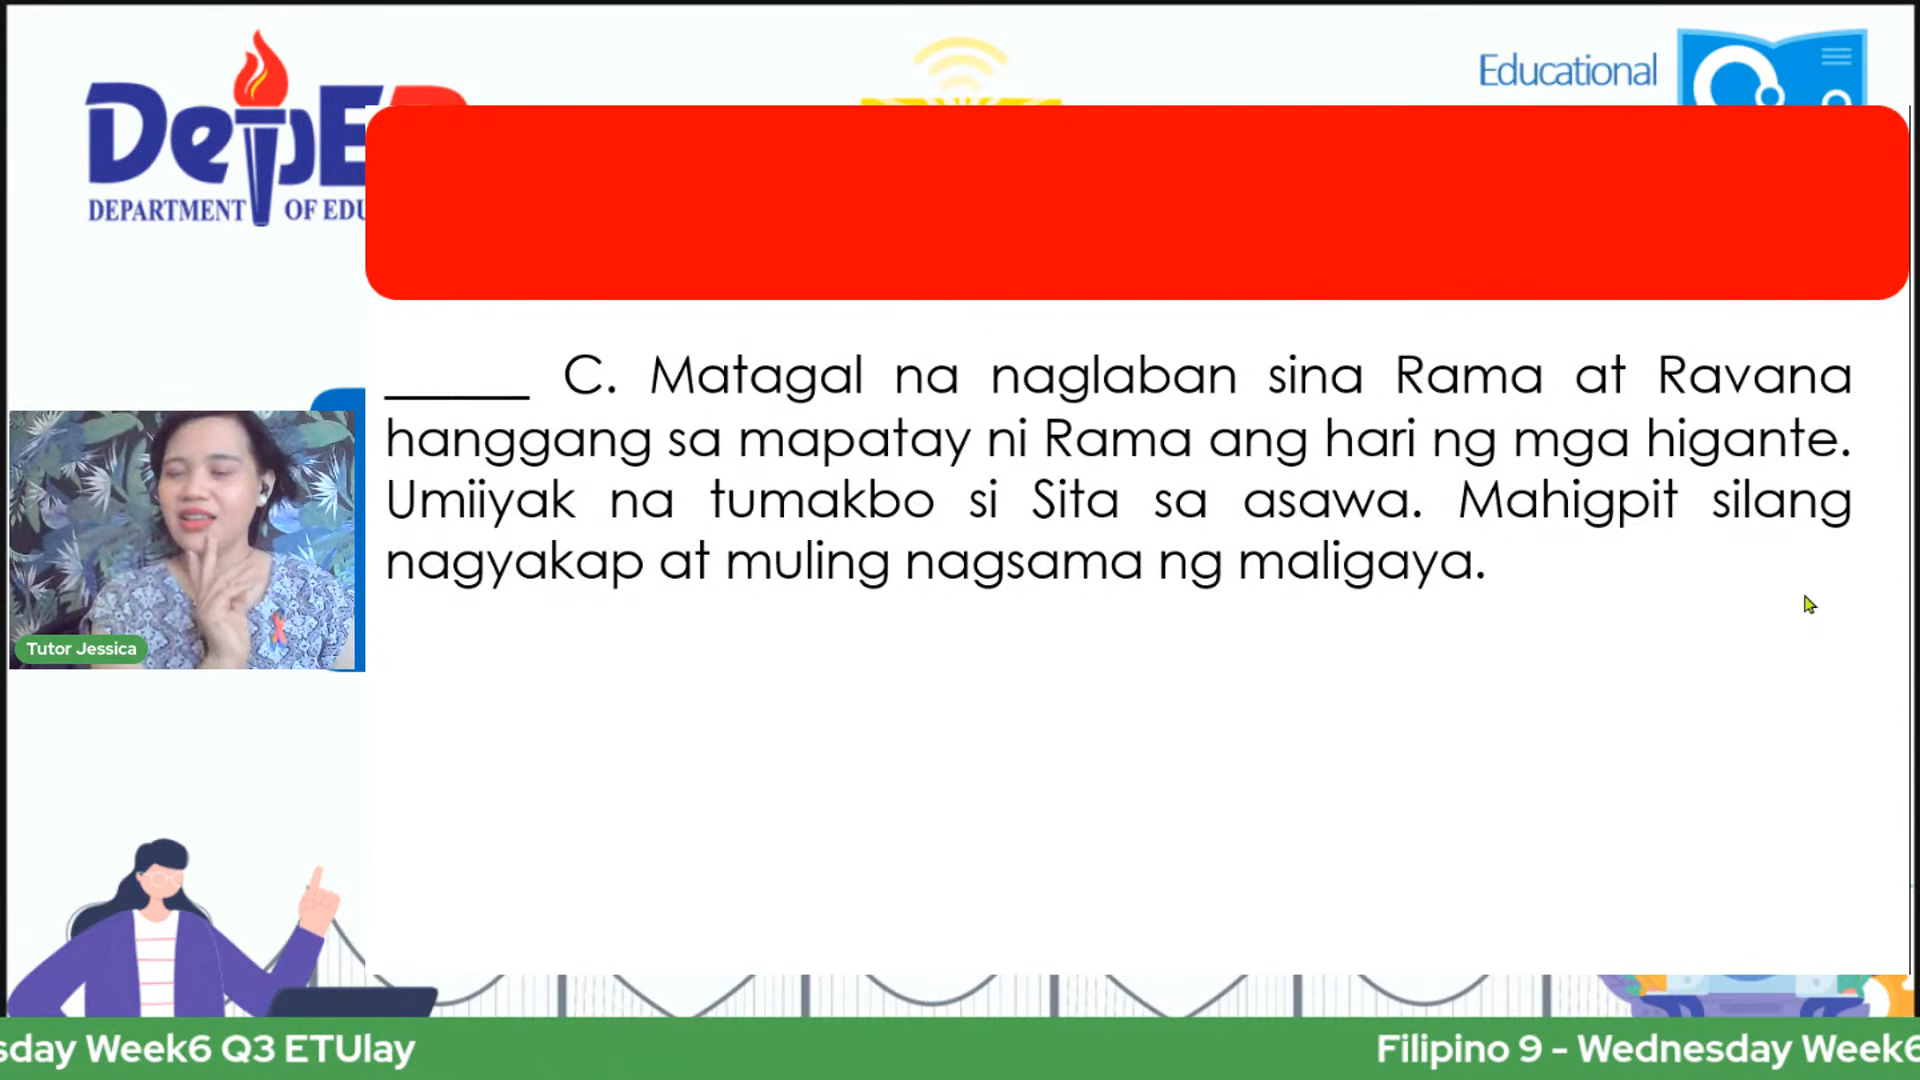 DepE
DEPARTMENT OF EDU
Educational
______ C. Matagal na naglaban sina Rama at Ravana
hanggang sa mapatay ni Rama ang hari ng mga higante.
Umiiyak na tumakbo si Sita sa asawa. Mahigpit silang
nagyakap at muling nagsama ng maligaya.
Tutor Jessica
sday Week6 Q3 ETUlay
Filipino 9 - Wednesday Week6